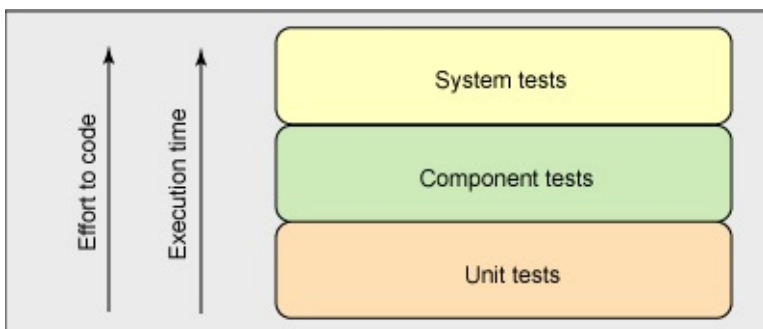 Effort to code
Execution time
System tests
Component tests
Unit tests